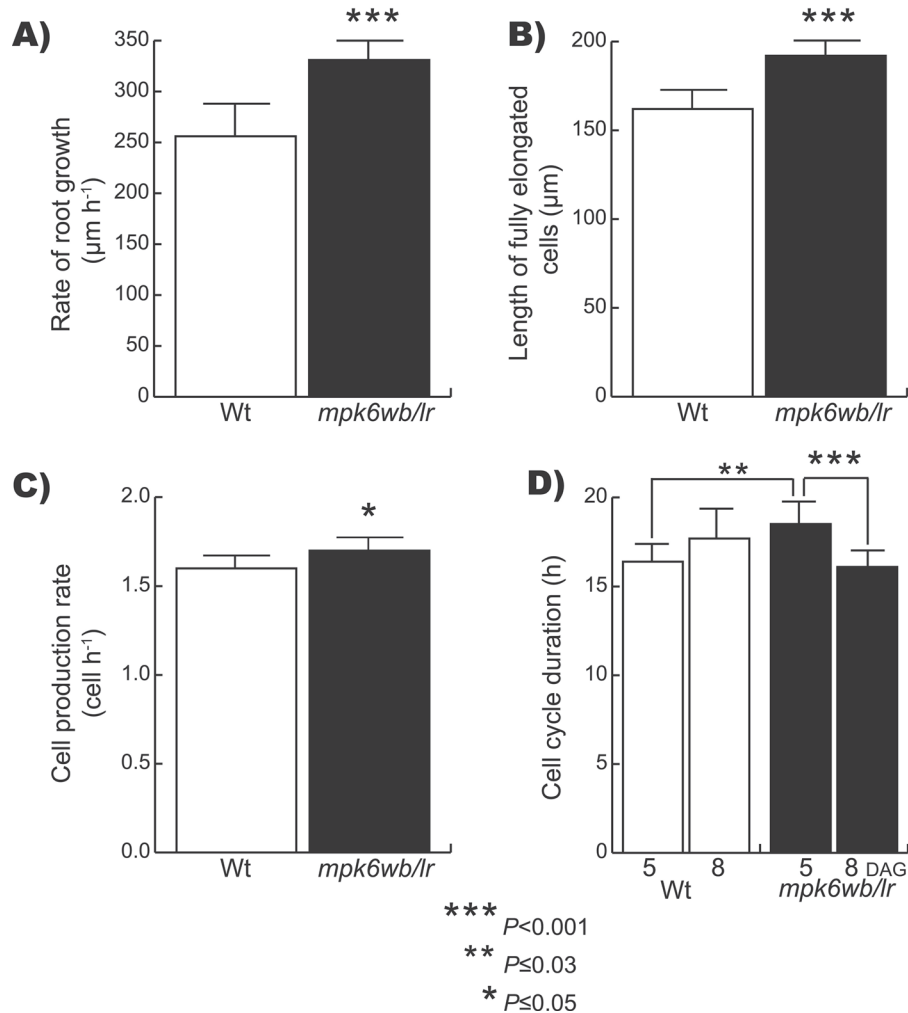 A)
***
350
300
250
200
150
100
50
0
Rate of root growth
(µm h-1)
Wt
mpk6wb/lr
B)
***
200
150
100
50
0
Length of fully elongated
cells (µm)
Wt
mpk6wb/lr
C)
*
2.0
1.5
1.0
0.5
0.0
Cell production rate
(cell h-1)
Wt
mpk6wb/lr
D)
**
***
20
15
10
5
0
Cell cycle duration (h)
5 8 5 8 DAG
Wt mpk6wb/lr
*** P<0.001
** P≤0.03
* P≤0.05